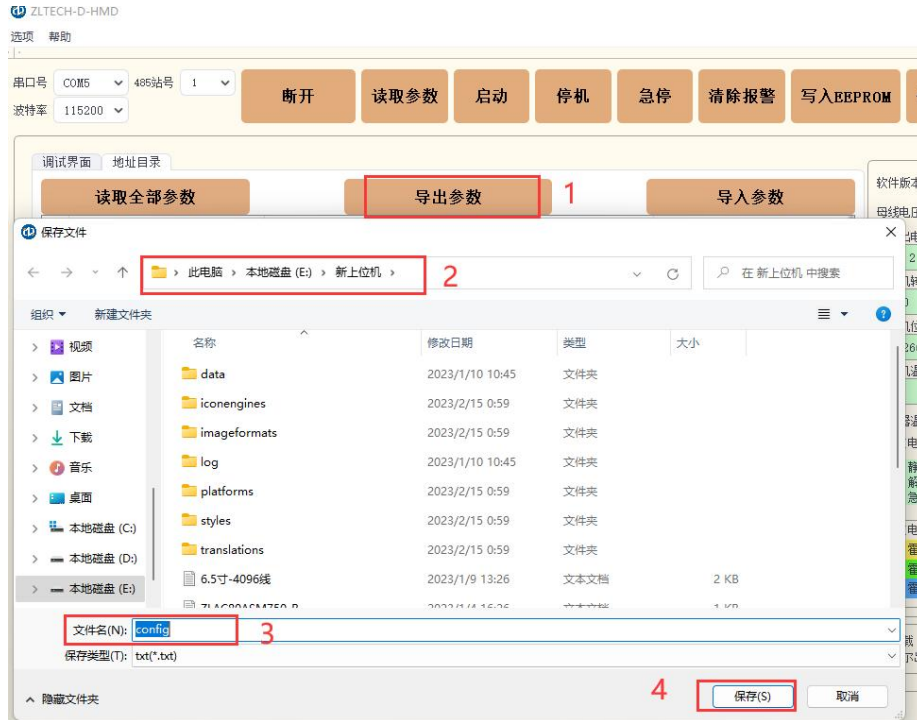 ZLTECH-D-HMD
选项 帮助
串口号 COM5 485站号 1
波特率 115200
断开 读取参数 启动 停机 急停 清除报警 写入EEPROM
调试界面 地址目录
读取全部参数 导出参数 1 导入参数
软件版本
母线电压
保存文件
此电脑 › 本地磁盘 (E:) › 新上位机 › 2 在 新上位机 中搜索
组织 新建文件夹
名称 修改日期 类型 大小
视频
图片
文档
下载
音乐
桌面
本地磁盘 (C:)
本地磁盘 (D:)
本地磁盘 (E:)
data 2023/1/10 10:45 文件夹
iconengines 2023/2/15 0:59 文件夹
imageformats 2023/2/15 0:59 文件夹
log 2023/1/10 10:45 文件夹
platforms 2023/2/15 0:59 文件夹
styles 2023/2/15 0:59 文件夹
translations 2023/2/15 0:59 文件夹
6.5寸-4096线 2023/1/9 13:26 文本文档 2 KB
文件名(N): config 3
保存类型(T): txt(*.txt)
隐藏文件夹 4 保存(S) 取消